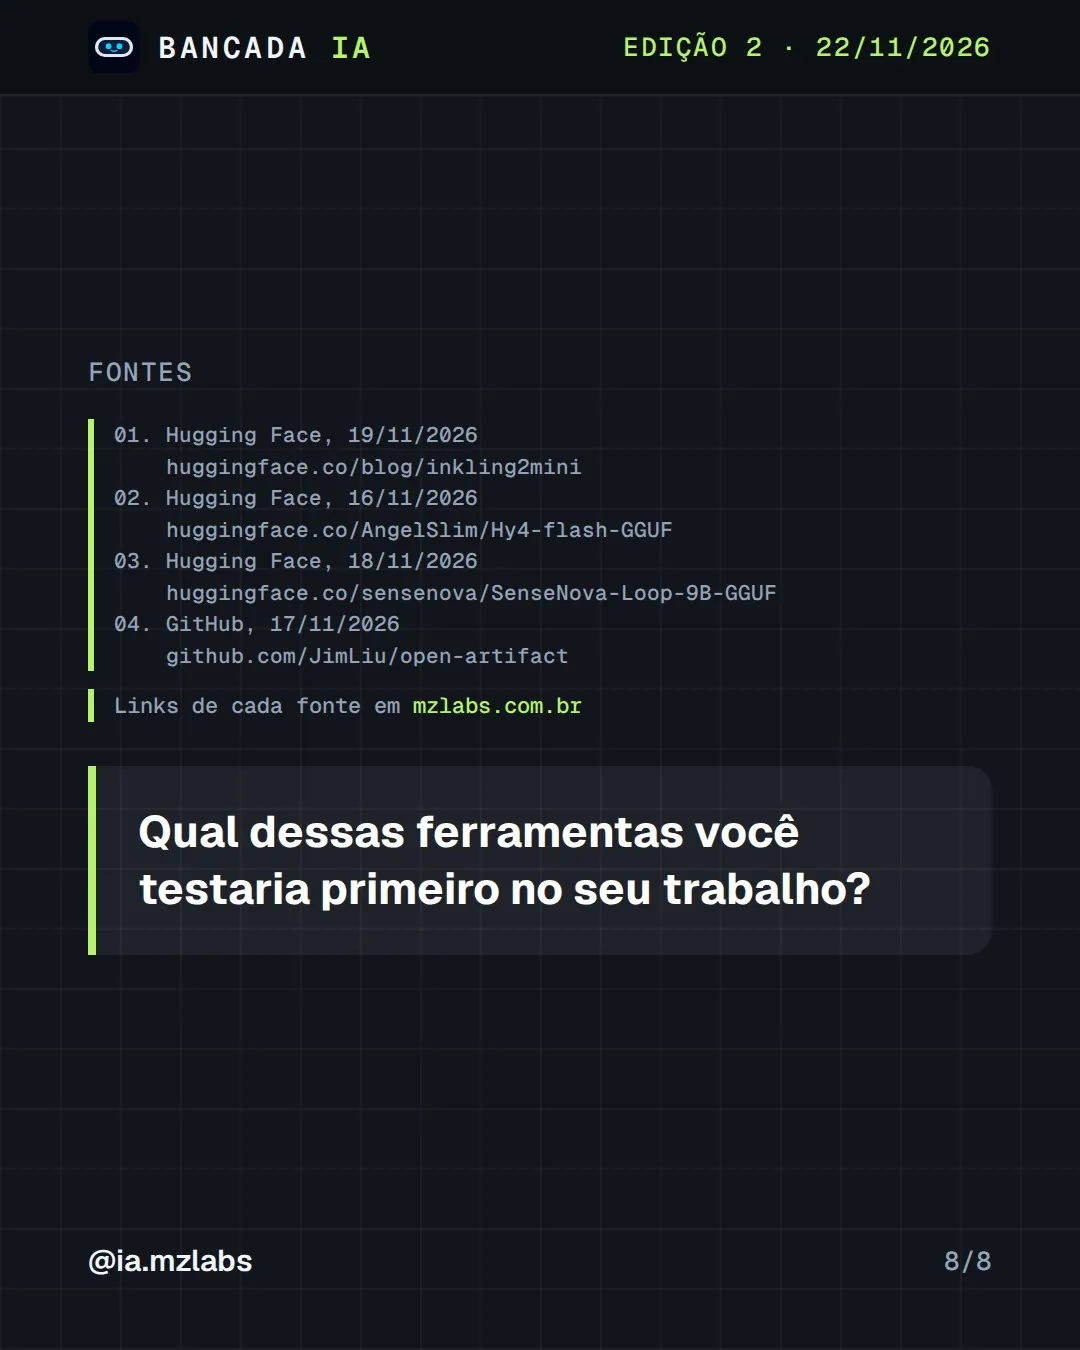 BANCADA IA
EDIÇÃO 2 · 22/11/2026
FONTES
01. Hugging Face, 19/11/2026
huggingface.co/blog/inkling2mini
02. Hugging Face, 16/11/2026
huggingface.co/AngelSlim/Hy4-flash-GGUF
03. Hugging Face, 18/11/2026
huggingface.co/sensenova/SenseNova-Loop-9B-GGUF
04. GitHub, 17/11/2026
github.com/JimLiu/open-artifact
Links de cada fonte em mzlabs.com.br
Qual dessas ferramentas você
testaria primeiro no seu trabalho?
@ia.mzlabs
8/8